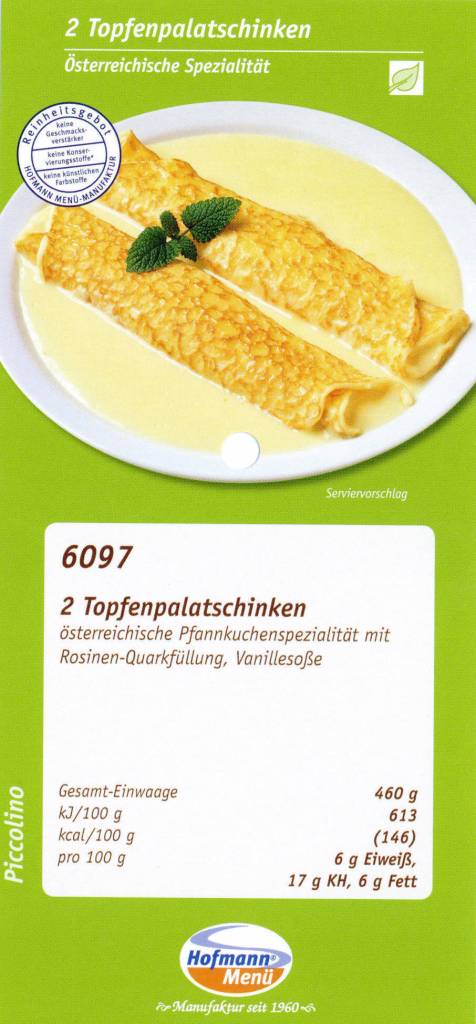 2 Topfenpalatschinken
Österreichische Spezialität
Reinheitsgebot
keine
Geschmacks-
verstärker
keine Konser-
vierungsstoffe*
keine künstlichen
Farbstoffe
HOFMANN MENÜ-MANUFAKTUR
Serviervorschlag
6097
2 Topfenpalatschinken
österreichische Pfannkuchenspezialität mit
Rosinen-Quarkfüllung, Vanillesoße
Gesamt-Einwaage 460 g
kJ/100 g 613
kcal/100 g (146)
pro 100 g 6 g Eiweiß,
17 g KH, 6 g Fett
Piccolino
Hofmann®
Menü
Manufaktur seit 1960